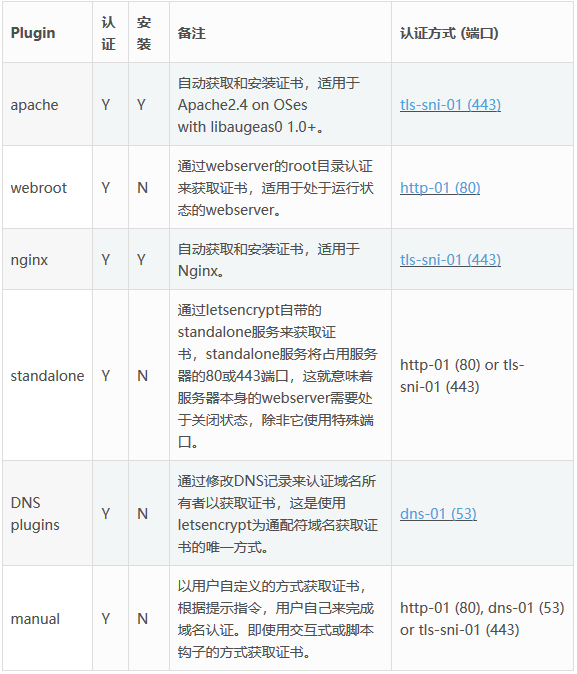 Plugin 认证 安装 备注 认证方式 (端口)
apache Y Y 自动获取和安装证书，适用于
Apache2.4 on OSes
with libaugeas0 1.0+。
tls-sni-01 (443)
webroot Y N 通过webserver的root目录认证
来获取证书，适用于处于运行状
态的webserver。
http-01 (80)
nginx Y Y 自动获取和安装证书，适用于
Nginx。
tls-sni-01 (443)
standalone Y N 通过letsencrypt自带的
standalone服务来获取证
书，standalone服务将占用服务
器的80或443端口，这就意味着
服务器本身的webserver需要处
于关闭状态，除非它使用特殊端
口。
http-01 (80) or tls-
sni-01 (443)
DNS
plugins
Y N 通过修改DNS记录来认证域名所
有者以获取证书，这是使用
letsencrypt为通配符域名获取证
书的唯一方式。
dns-01 (53)
manual Y N 以用户自定义的方式获取证书，
根据提示指令，用户自己来完成
域名认证。即使用交互式或脚本
钩子的方式获取证书。
http-01 (80), dns-01 (53)
or tls-sni-01 (443)